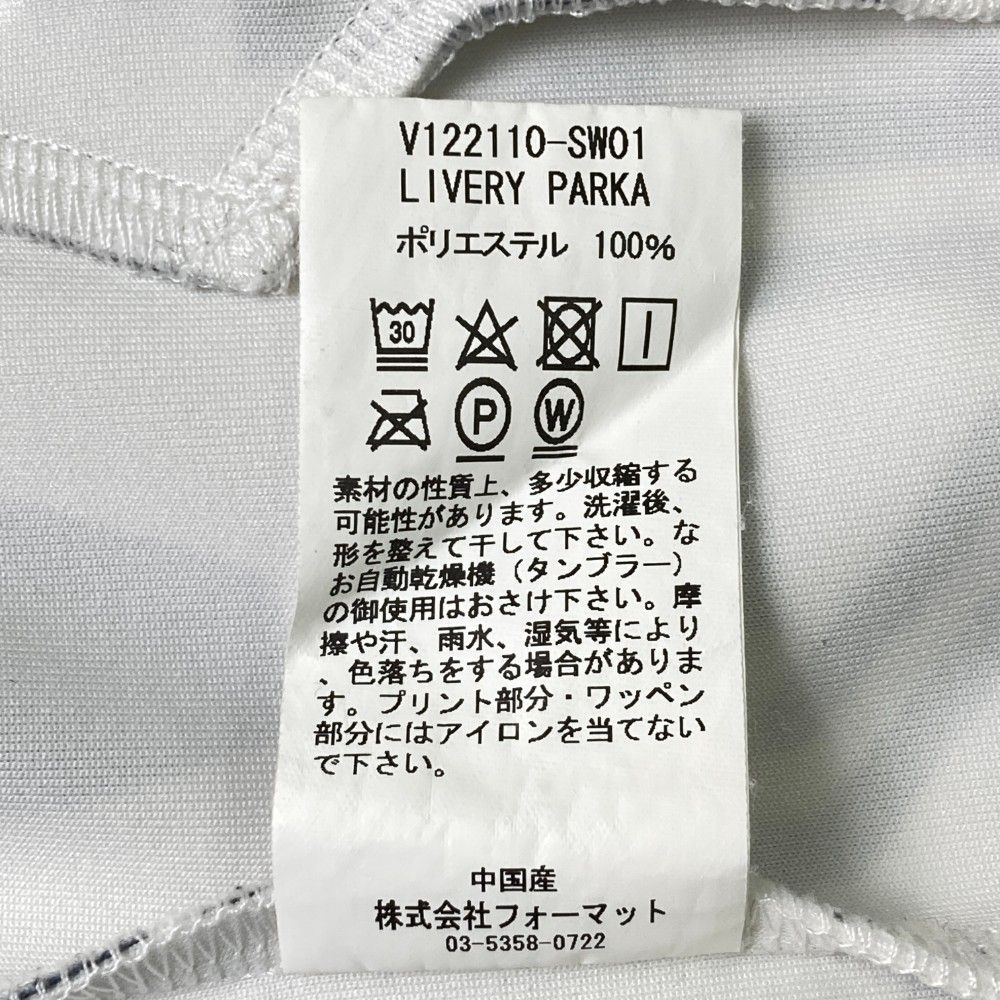 V122110-SW01
LIVERY PARKA
ポリエステル 100%
30
P W
素材の性質上、多少収縮する
可能性があります。洗濯後、
形を整えて干して下さい。な
お自動乾燥機（タンブラー）
の御使用はおさけ下さい。摩
擦や汗、雨水、湿気等により
、色落ちをする場合がありま
す。プリント部分・ワッペン
部分にはアイロンを当てない
で下さい。
中国産
株式会社フォーマット
03-5358-0722